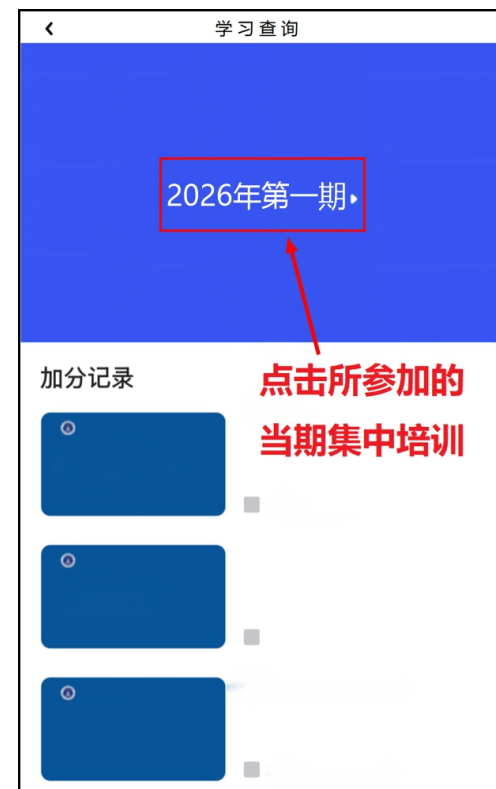 学习查询
2026年第一期
加分记录
点击所参加的
当期集中培训